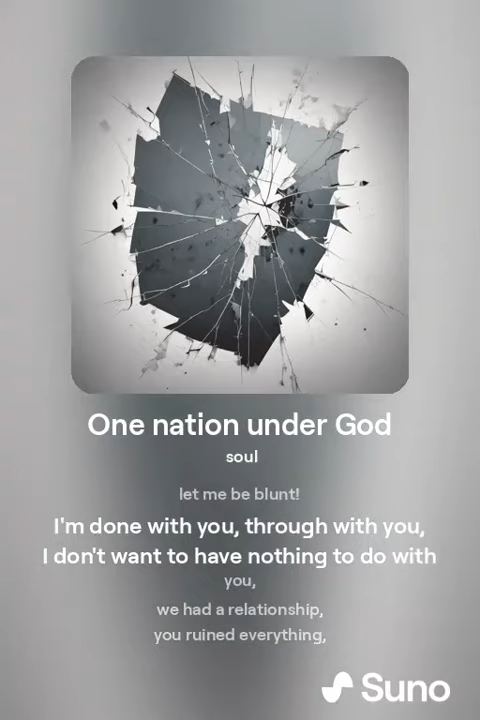 One nation under God
soul
let me be blunt!
I'm done with you, through with you,
I don't want to have nothing to do with
you,
we had a relationship,
you ruined everything,
Suno